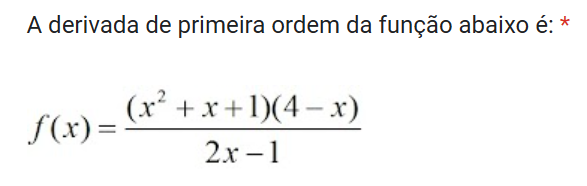 A derivada de primeira ordem da função abaixo é: *
f(x) = (x² + x + 1)(4 − x) / 2x − 1